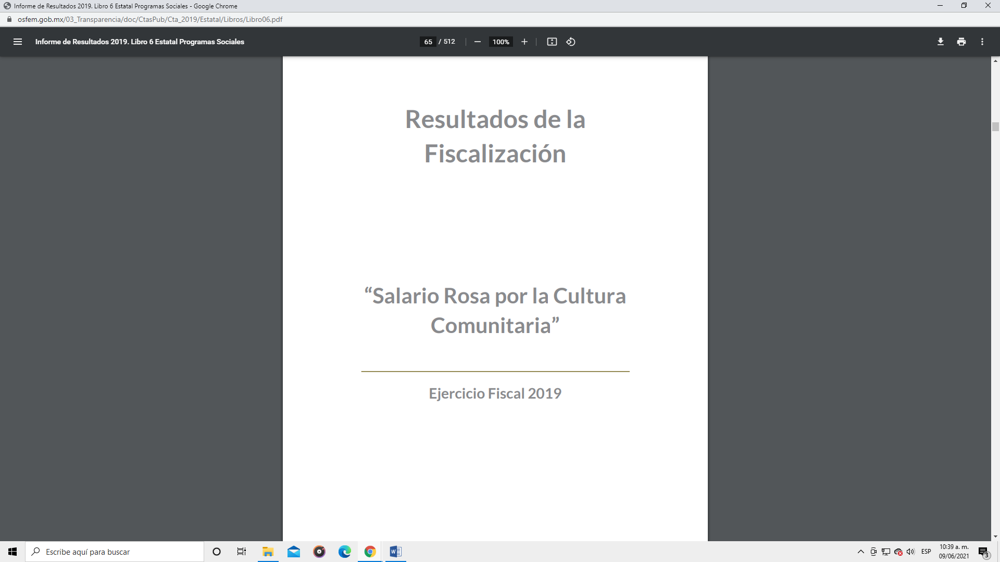 Informe de Resultados 2019. Libro 6 Estatal Programas Sociales - Google Chrome
osfem.gob.mx/03_Transparencia/doc/CtasPub/Cta_2019/Estatal/Libros/Libro06.pdf
Informe de Resultados 2019. Libro 6 Estatal Programas Sociales
65 / 512
100%
Resultados de la
Fiscalización
“Salario Rosa por la Cultura
Comunitaria”
Ejercicio Fiscal 2019
Escribe aquí para buscar
ESP
10:39 a. m.
09/06/2021
3